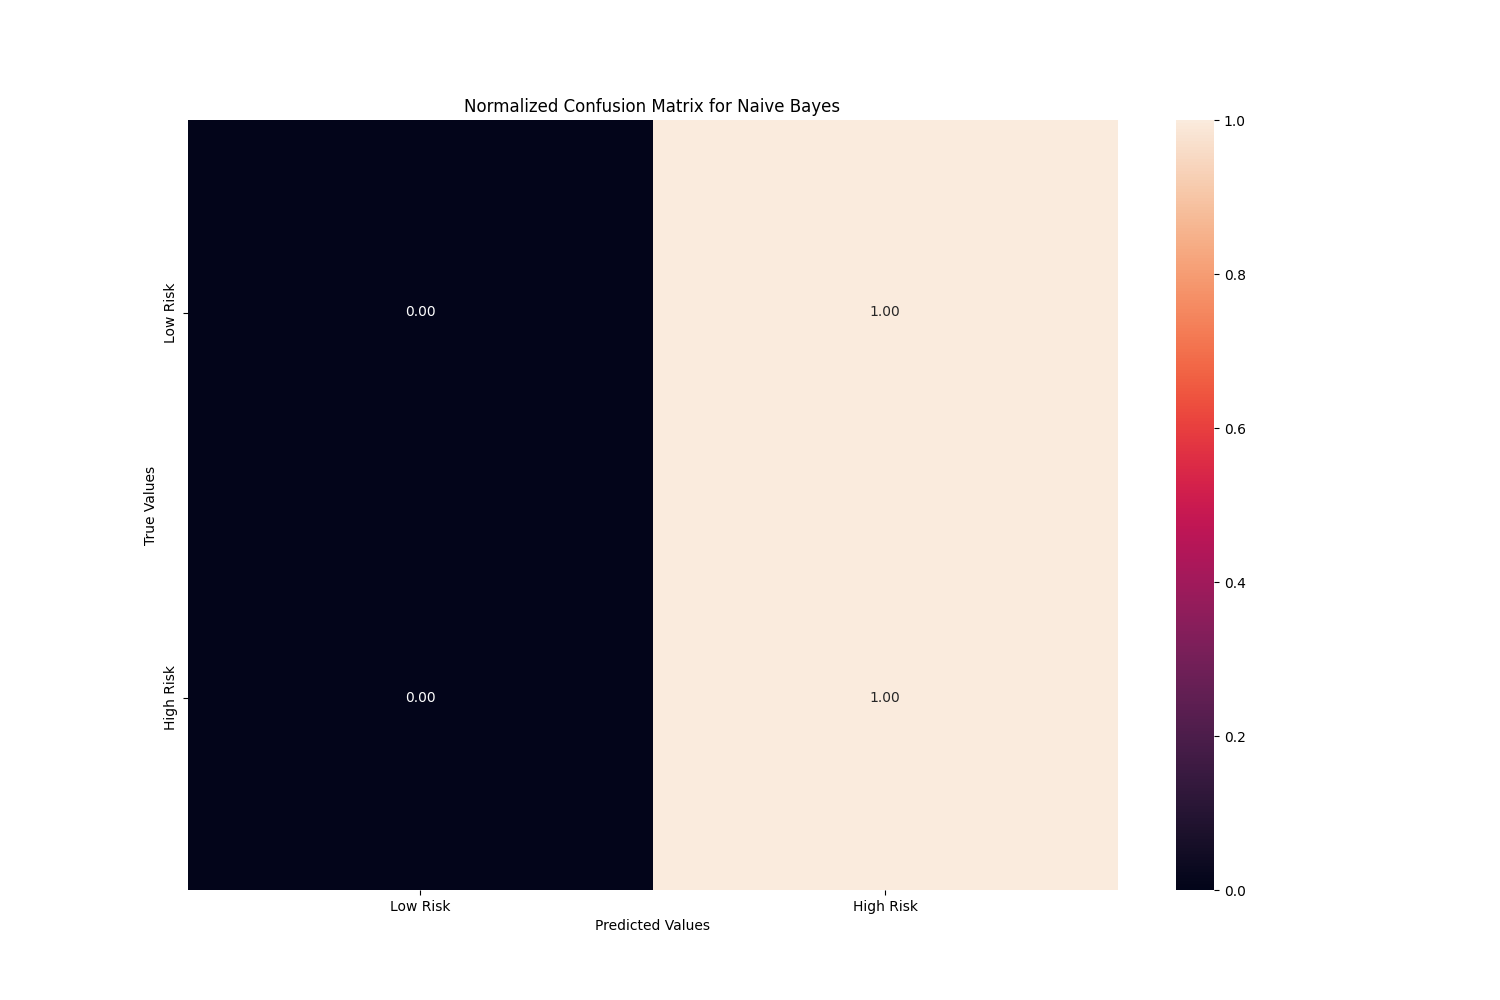 Normalized Confusion Matrix for Naive Bayes
True Values
Low Risk
High Risk
0.00
1.00
0.00
1.00
Low Risk
High Risk
Predicted Values
1.0
0.8
0.6
0.4
0.2
0.0